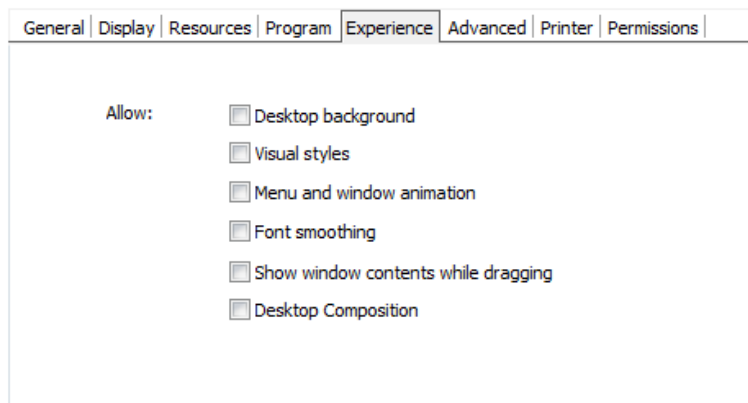 General Display Resources Program Experience Advanced Printer Permissions
Allow: Desktop background
Visual styles
Menu and window animation
Font smoothing
Show window contents while dragging
Desktop Composition